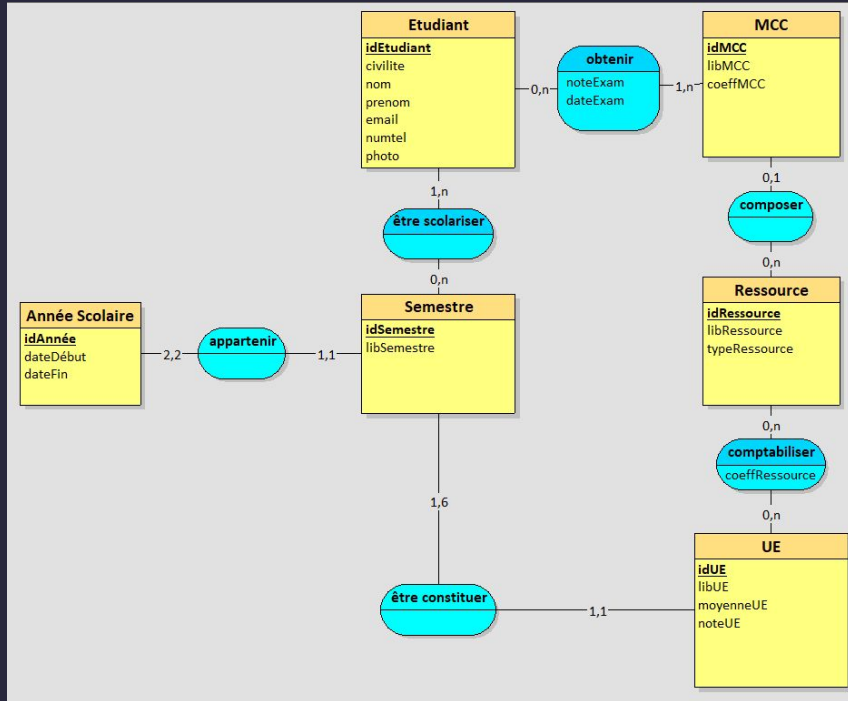 Etudiant
idEtudiant
civilite
nom
prenom
email
numtel
photo
0,n
obtenir
noteExam
dateExam
1,n
MCC
idMCC
libMCC
coeffMCC
1,n
être scolariser
0,n
0,1
composer
0,n
Année Scolaire
idAnnée
dateDébut
dateFin
2,2
appartenir
1,1
Semestre
idSemestre
libSemestre
Ressource
idRessource
libRessource
typeRessource
0,n
comptabiliser
coeffRessource
0,n
1,6
être constituer
1,1
UE
idUE
libUE
moyenneUE
noteUE